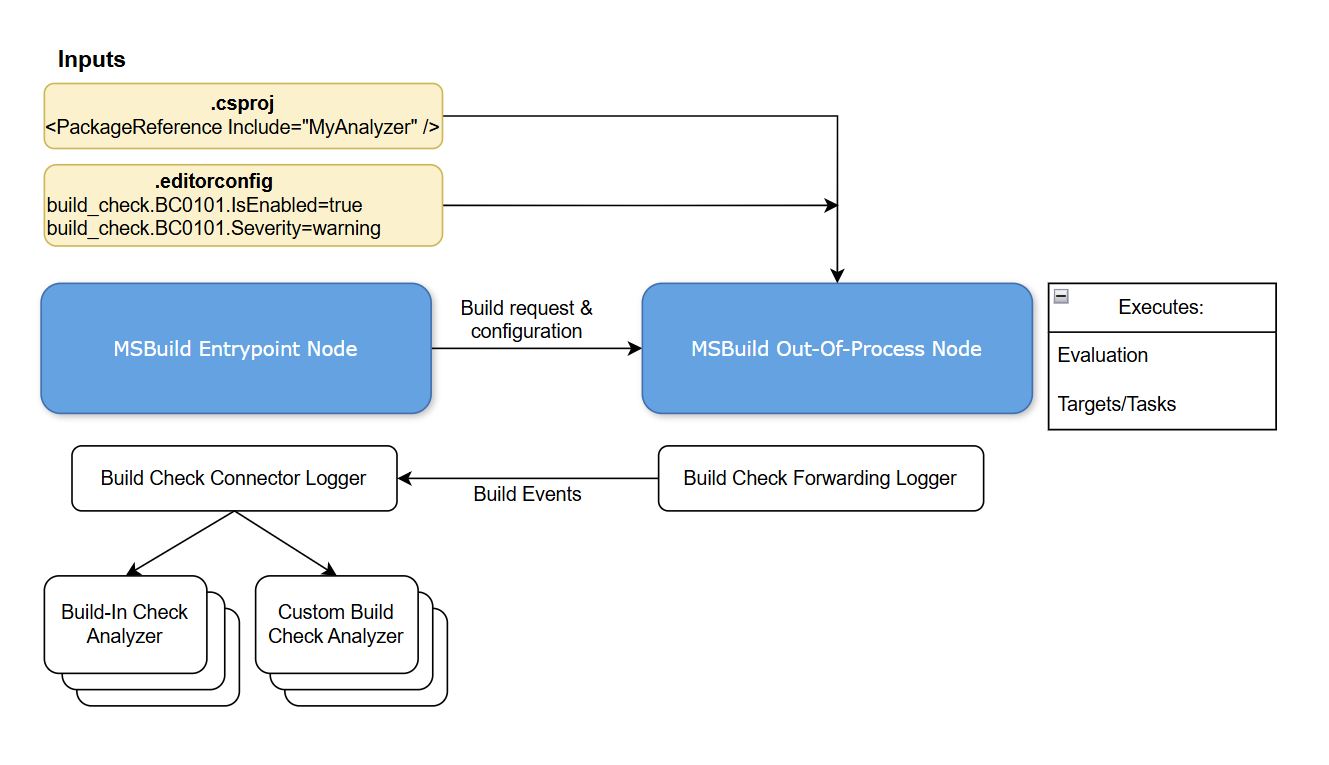 Inputs
.csproj
<PackageReference Include="MyAnalyzer" />
.editorconfig
build_check.BC0101.IsEnabled=true
build_check.BC0101.Severity=warning
MSBuild Entrypoint Node
Build request &
configuration
MSBuild Out-Of-Process Node
Executes:
Evaluation
Targets/Tasks
Build Check Connector Logger
Build Events
Build Check Forwarding Logger
Build-In Check
Analyzer
Custom Build
Check Analyzer